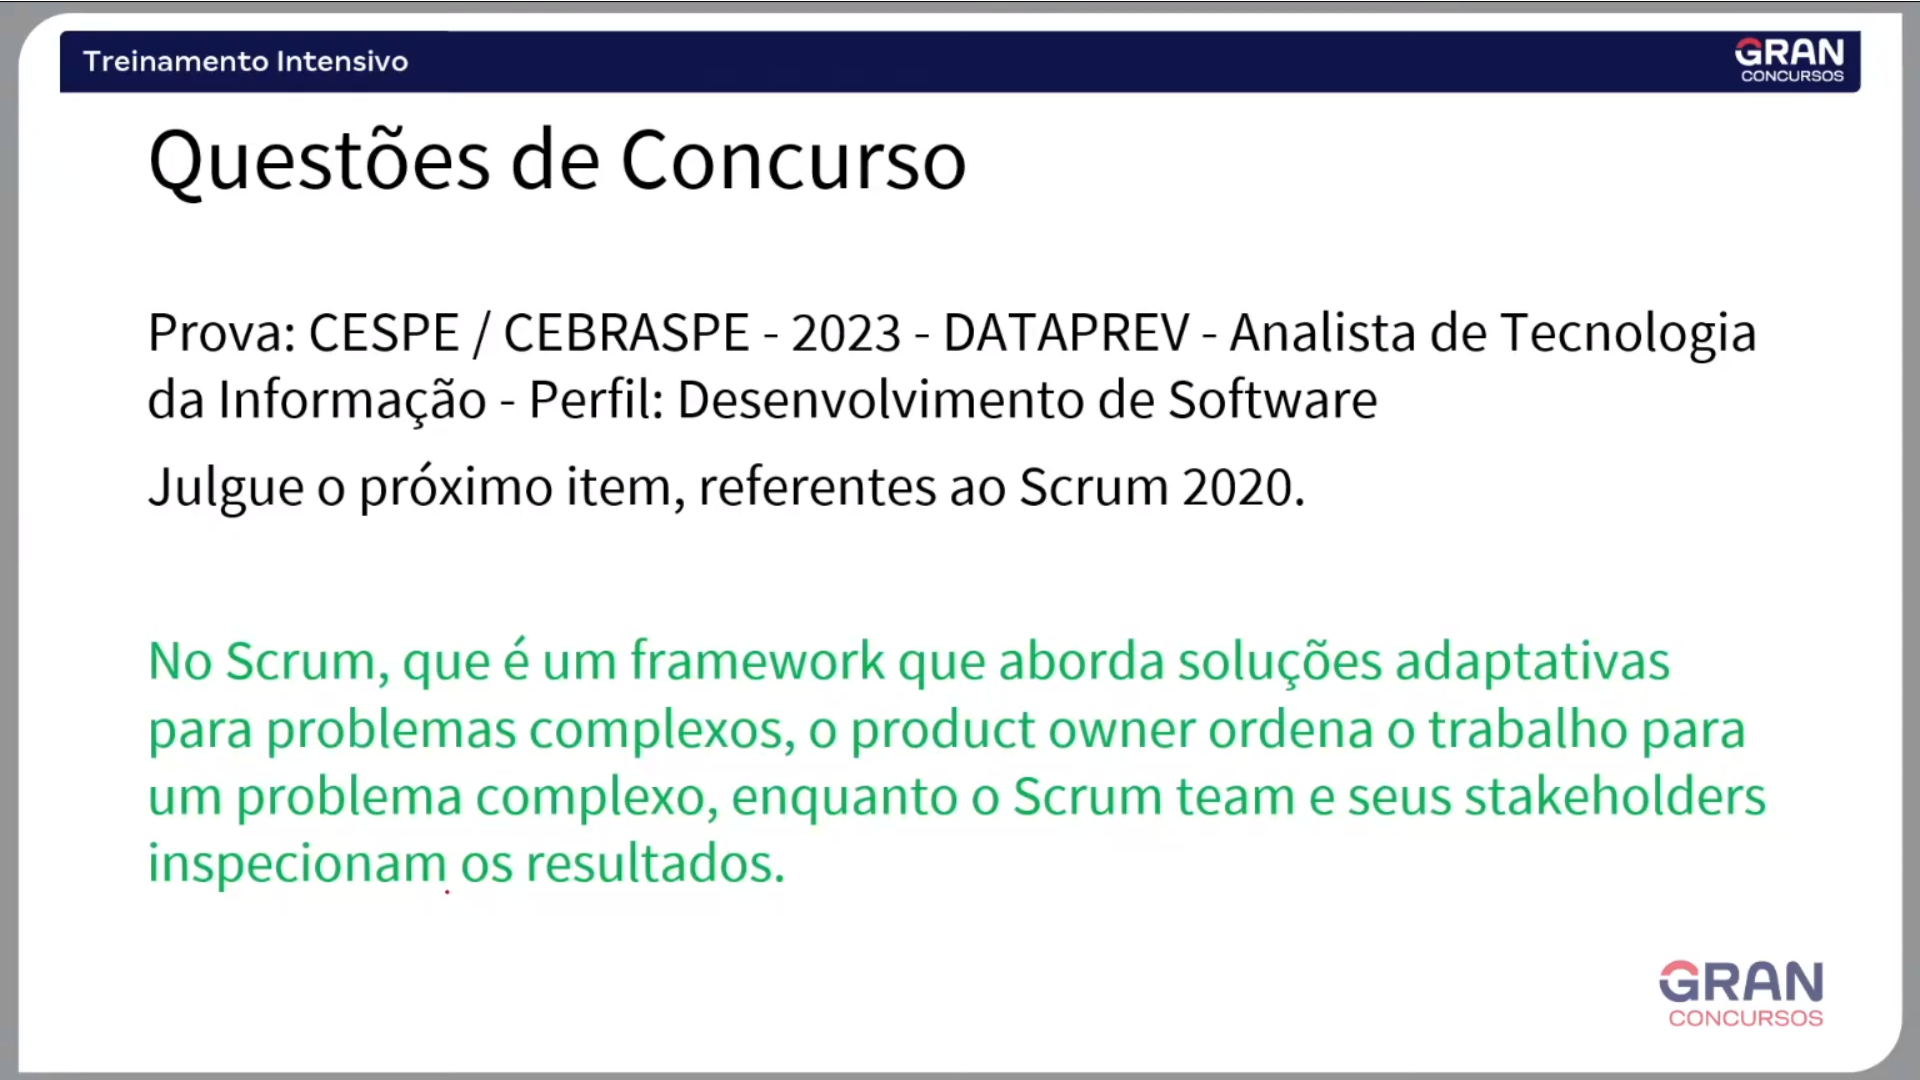 Treinamento Intensivo
GRAN
CONCURSOS
Questões de Concurso
Prova: CESPE / CEBRASPE - 2023 - DATAPREV - Analista de Tecnologia
da Informação - Perfil: Desenvolvimento de Software
Julgue o próximo item, referentes ao Scrum 2020.
No Scrum, que é um framework que aborda soluções adaptativas
para problemas complexos, o product owner ordena o trabalho para
um problema complexo, enquanto o Scrum team e seus stakeholders
inspecionam os resultados.
GRAN
CONCURSOS